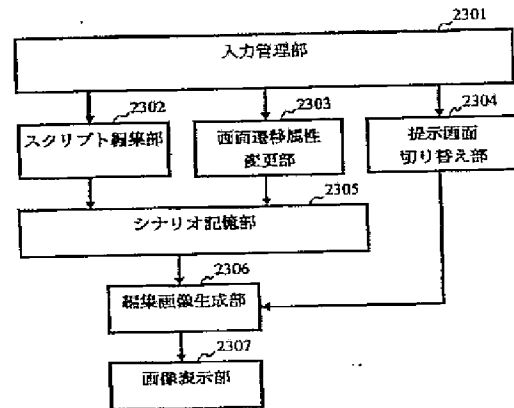 2301
入力管理部
2302
2303
2304
スクリプト編集部
画面遷移属性
変更部
提示画面
切り替え部
2305
シナリオ記憶部
2306
編集画像生成部
2307
画像表示部